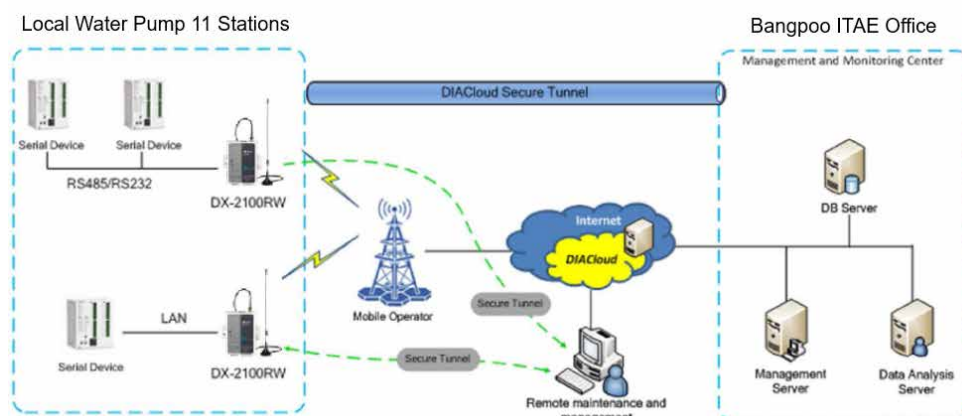 Local Water Pump 11 Stations
Bangpoo ITAE Office
Management and Monitoring Center
DIACloud Secure Tunnel
Serial Device
Serial Device
RS485/RS232
DX-2100RW
DB Server
Internet
DIACloud
Secure Tunnel
Mobile Operator
LAN
Secure Tunnel
Serial Device
DX-2100RW
Management
Server
Data Analysis
Server
Remote maintenance and
management